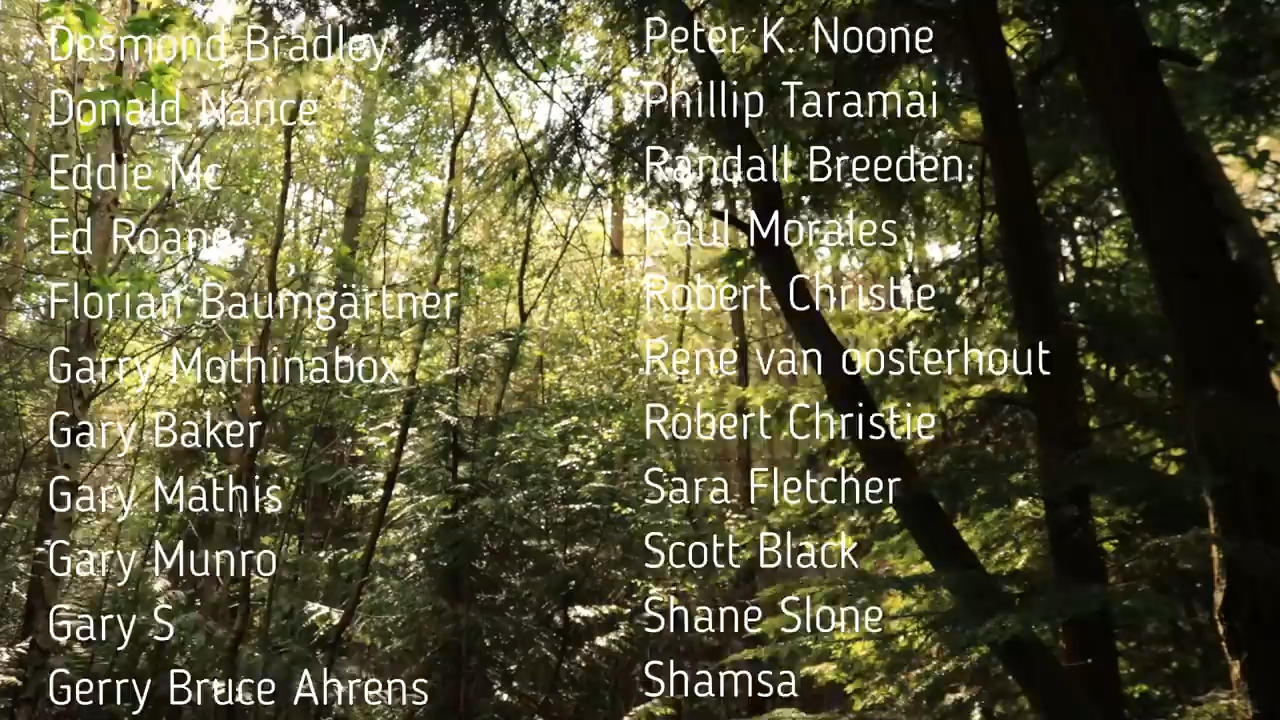 Desmond Bradley
Donald Nance
Eddie Mc
Ed Roane
Florian Baumgärtner
Garry Mothinabox
Gary Baker
Gary Mathis
Gary Munro
Gary S
Gerry Bruce Ahrens
Peter K. Noone
Phillip Taramai
Randall Breeden
Raul Morales
Robert Christie
Rene van oosterhout
Robert Christie
Sara Fletcher
Scott Black
Shane Slone
Shamsa